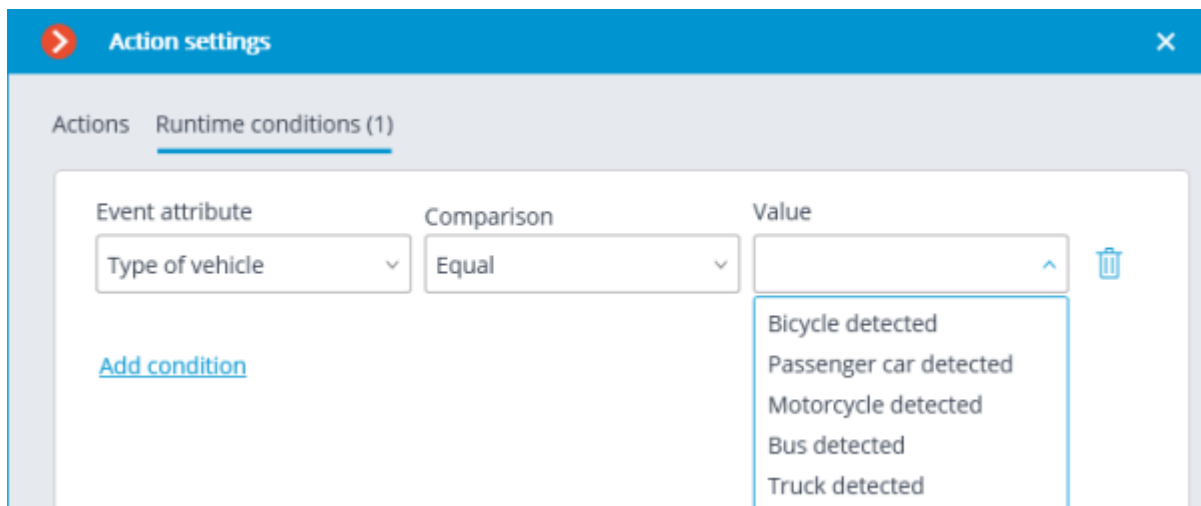 Action settings
Actions Runtime conditions (1)
Event attribute Comparison Value
Type of vehicle Equal
Bicycle detected
Add condition Passenger car detected
Motorcycle detected
Bus detected
Truck detected